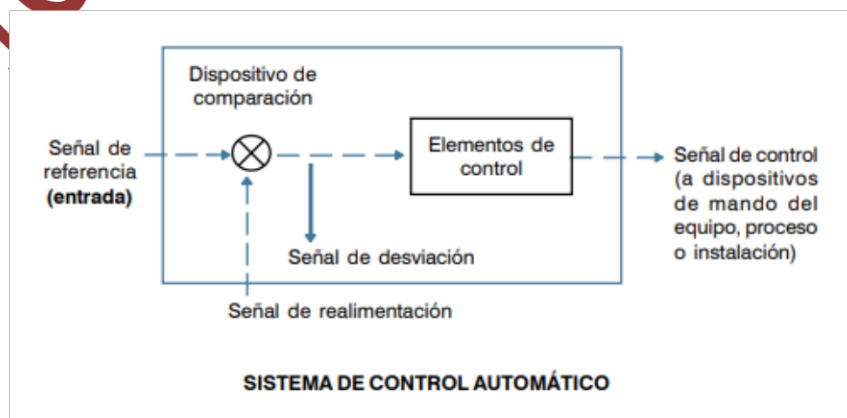 Dispositivo de
comparación
Señal de
referencia
(entrada)
Elementos de
control
Señal de control
(a dispositivos
de mando del
equipo, proceso
o instalación)
Señal de desviación
Señal de realimentación
SISTEMA DE CONTROL AUTOMÁTICO